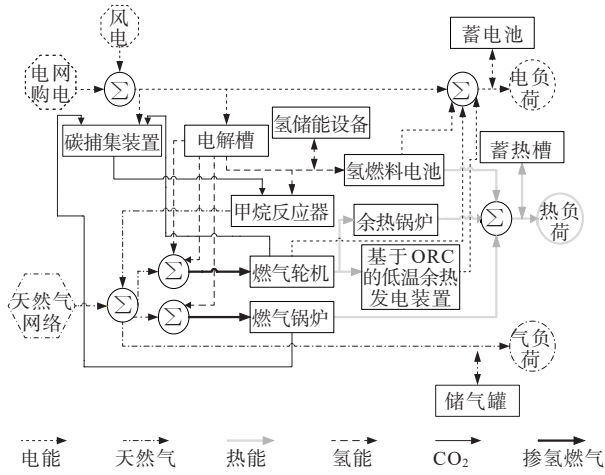 风
电
蓄电池
电网
购电
Σ
Σ
电负
荷
碳捕集装置
电解槽
氢储能设备
氢燃料电池
蓄热槽
甲烷反应器
余热锅炉
Σ
热负
荷
Σ
燃气轮机
基于ORC
的低温余热
发电装置
天然气
网络
Σ
Σ
燃气锅炉
气负
荷
储气罐
电能
天然气
热能
氢能
CO₂
掺氢燃气